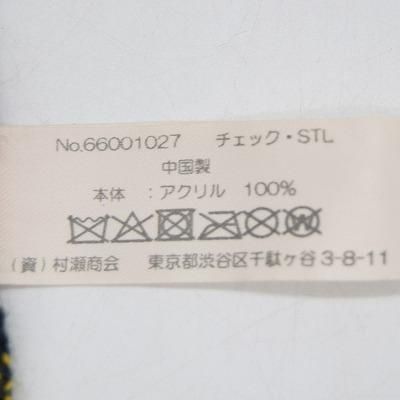 No.66001027 チェック・STL
中国製
本体 : アクリル 100%
(資) 村瀬商会 東京都渋谷区千駄ヶ谷 3-8-11